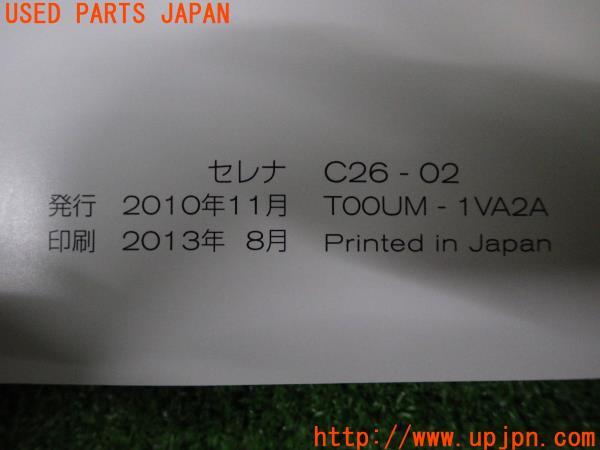 USED PARTS JAPAN
セレナ C26 - 02
発行 2010年11月 T00UM - 1VA2A
印刷 2013年 8月 Printed in Japan
http://www.upjpn.com